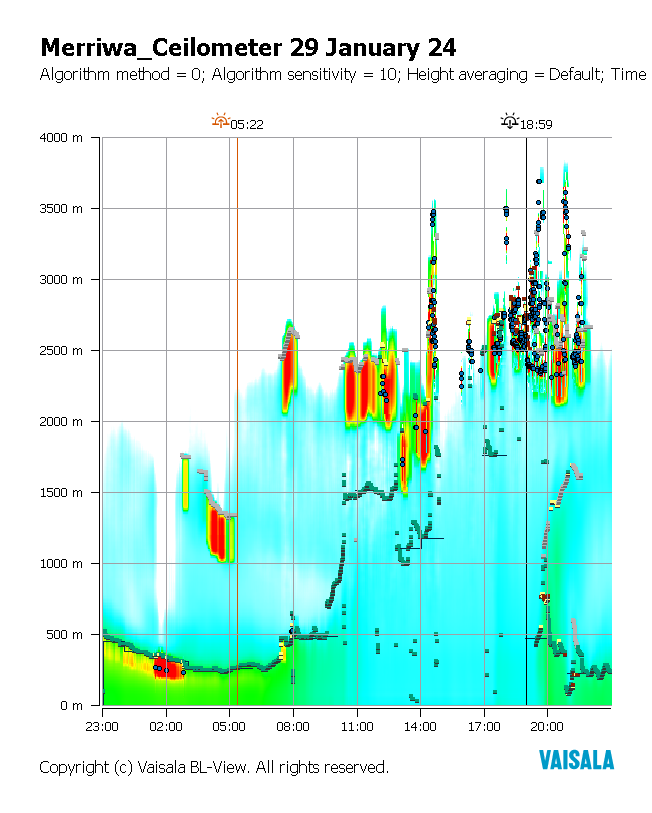 Merriwa_Ceilometer 29 January 24
Algorithm method = 0; Algorithm sensitivity = 10; Height averaging = Default; Time
05:22
18:59
4000 m
3500 m
3000 m
2500 m
2000 m
1500 m
1000 m
500 m
0 m
23:00 02:00 05:00 08:00 11:00 14:00 17:00 20:00
VAISALA
Copyright (c) Vaisala BL-View. All rights reserved.